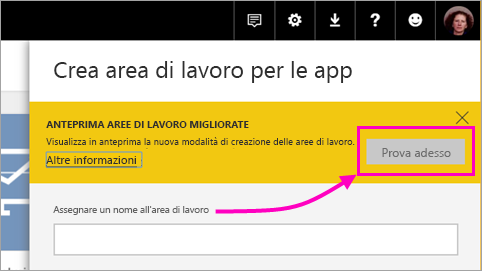 Crea area di lavoro per le app
ANTEPRIMA AREE DI LAVORO MIGLIORATE
Visualizza in anteprima la nuova modalità di creazione delle aree di lavoro.
Altre informazioni
Prova adesso
Assegnare un nome all'area di lavoro